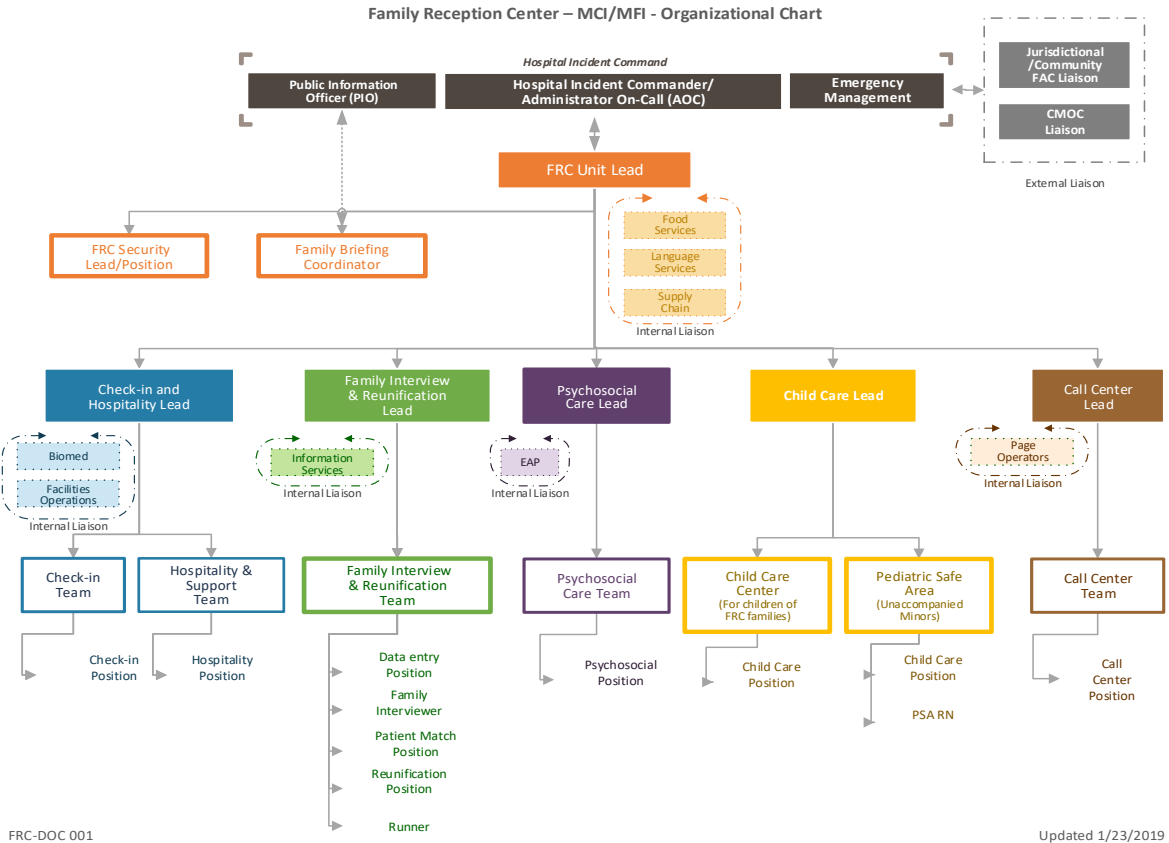 Family Reception Center – MCI/MFI - Organizational Chart
Hospital Incident Command
Public Information
Officer (PIO)
Hospital Incident Commander/
Administrator On-Call (AOC)
Emergency
Management
Jurisdictional
/Community
FAC Liaison
CMOC
Liaison
External Liaison
FRC Unit Lead
FRC Security
Lead/Position
Family Briefing
Coordinator
Food
Services
Language
Services
Supply
Chain
Internal Liaison
Check-in and
Hospitality Lead
Family Interview
& Reunification
Lead
Psychosocial
Care Lead
Child Care Lead
Call Center
Lead
Biomed
Facilities
Operations
Internal Liaison
Information
Services
Internal Liaison
EAP
Internal Liaison
Page
Operators
Internal Liaison
Check-in
Team
Hospitality &
Support
Team
Family Interview
& Reunification
Team
Psychosocial
Care Team
Child Care
Center
(For children of
FRC families)
Pediatric Safe
Area
(Unaccompanied
Minors)
Call Center
Team
Check-in
Position
Hospitality
Position
Data entry
Position
Family
Interviewer
Patient Match
Position
Reunification
Position
Runner
Psychosocial
Position
Child Care
Position
Child Care
Position
PSA RN
Call
Center
Position
FRC-DOC 001
Updated 1/23/2019